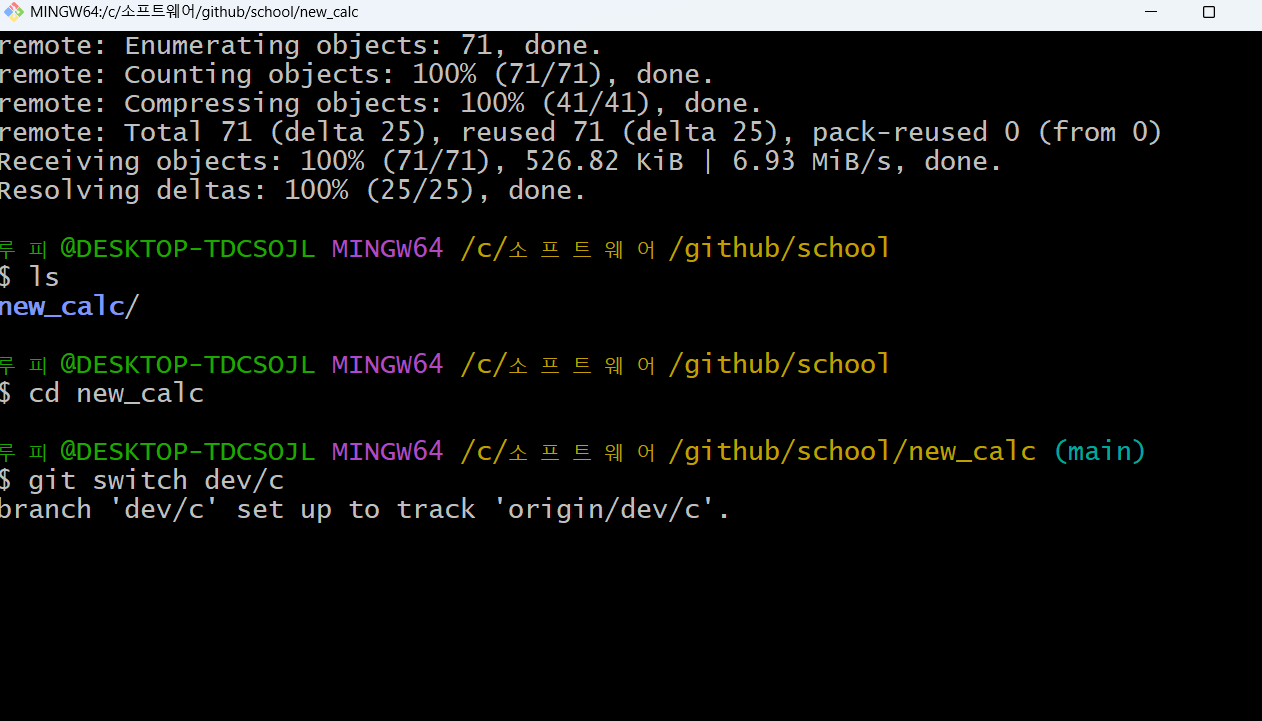 MINGW64:/c/소프트웨어/github/school/new_calc
remote: Enumerating objects: 71, done.
remote: Counting objects: 100% (71/71), done.
remote: Compressing objects: 100% (41/41), done.
remote: Total 71 (delta 25), reused 71 (delta 25), pack-reused 0 (from 0)
Receiving objects: 100% (71/71), 526.82 KiB | 6.93 MiB/s, done.
Resolving deltas: 100% (25/25), done.
루 피 @DESKTOP-TDCSOJL MINGW64 /c/소 프 트 웨 어 /github/school
$ ls
new_calc/
루 피 @DESKTOP-TDCSOJL MINGW64 /c/소 프 트 웨 어 /github/school
$ cd new_calc
루 피 @DESKTOP-TDCSOJL MINGW64 /c/소 프 트 웨 어 /github/school/new_calc (main)
$ git switch dev/c
branch 'dev/c' set up to track 'origin/dev/c'.